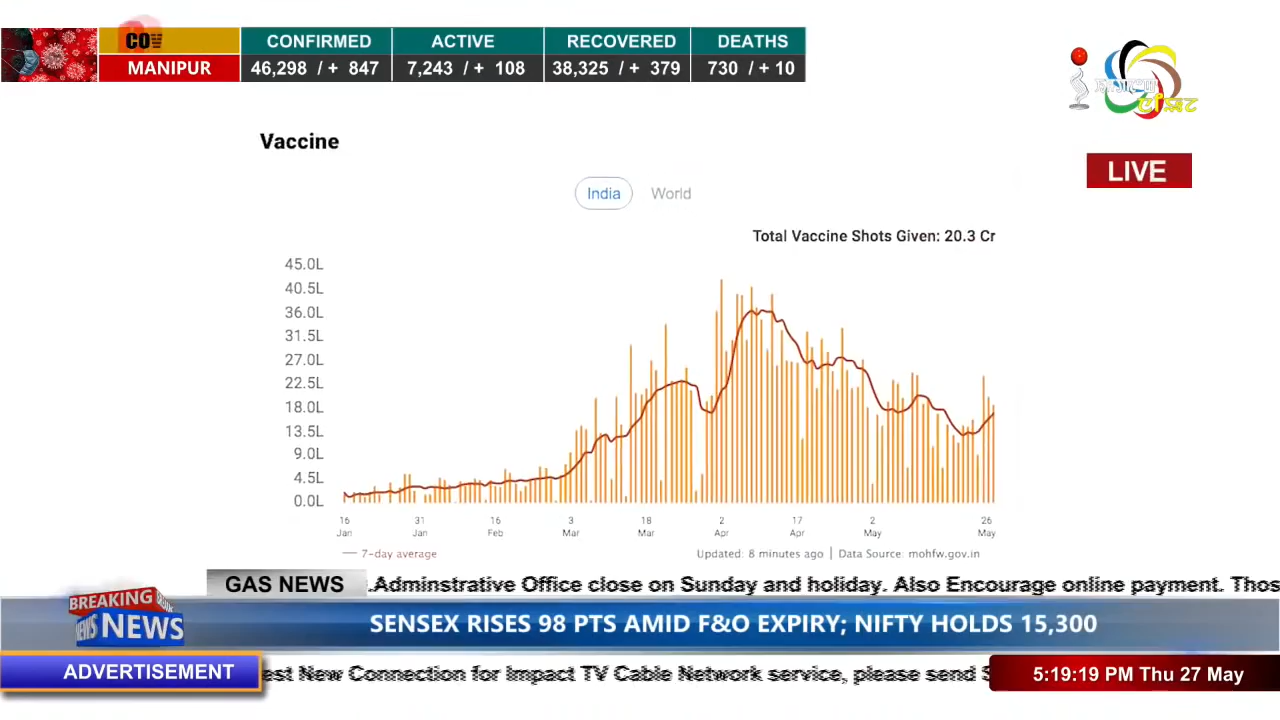 COV
CONFIRMED ACTIVE RECOVERED DEATHS
MANIPUR 46,298 / + 847 7,243 / + 108 38,325 / + 379 730 / + 10
LIVE
Vaccine
India World
Total Vaccine Shots Given: 20.3 Cr
45.0L
40.5L
36.0L
31.5L
27.0L
22.5L
18.0L
13.5L
9.0L
4.5L
0.0L
16 31 16 3 18 2 17 2 26
Jan Jan Feb Mar Mar Apr Apr May May
7-day average
Updated: 8 minutes ago | Data Source: mohfw.gov.in
GAS NEWS .Adminstrative Office close on Sunday and holiday. Also Encourage online payment. Thos
BREAKING
NEWS
SENSEX RISES 98 PTS AMID F&O EXPIRY; NIFTY HOLDS 15,300
ADVERTISEMENT est New Connection for Impact TV Cable Network service, please send S
5:19:19 PM Thu 27 May